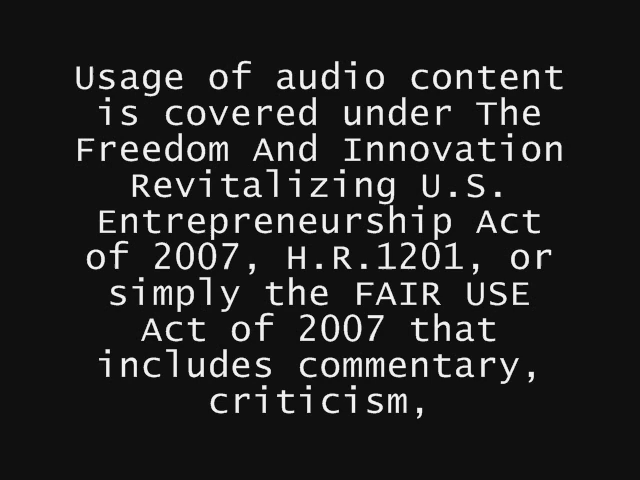 Usage of audio content
is covered under The
Freedom And Innovation
Revitalizing U.S.
Entrepreneurship Act
of 2007, H.R.1201, or
simply the FAIR USE
Act of 2007 that
includes commentary,
criticism,